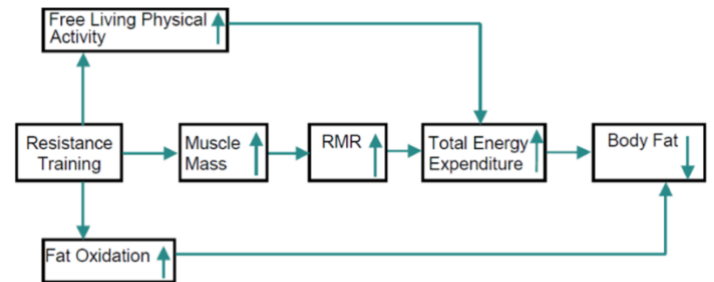 Free Living Physical
Activity
Resistance
Training
Muscle
Mass
RMR
Total Energy
Expenditure
Body Fat
Fat Oxidation